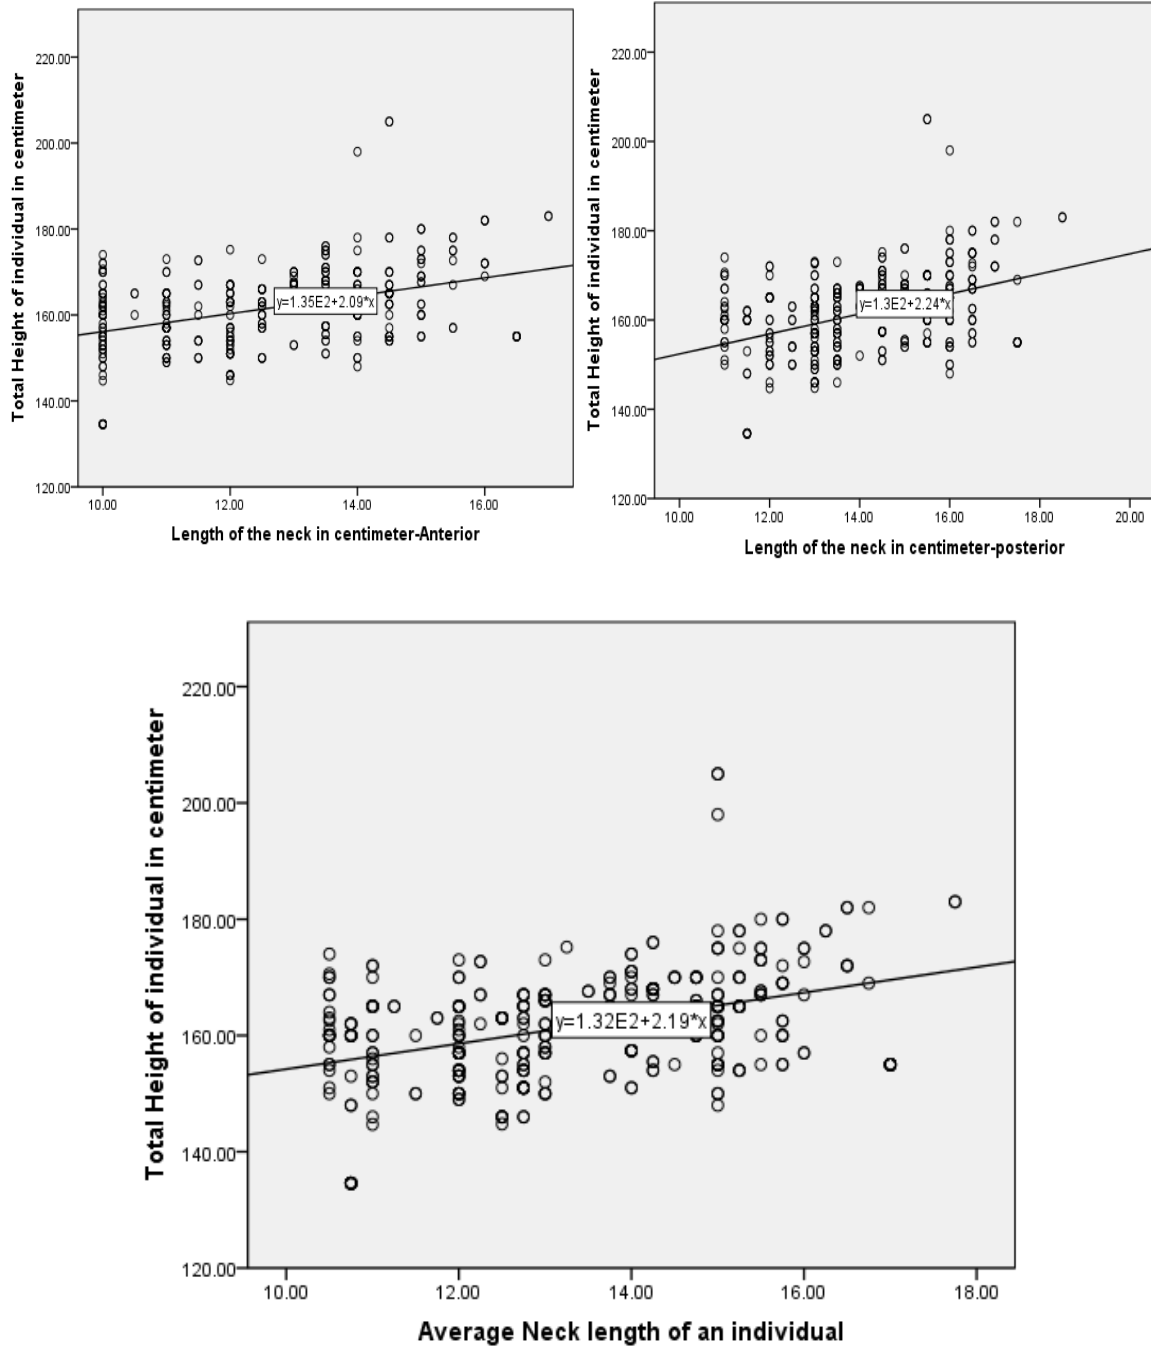 Total Height of individual in centimeter
220.00
200.00
180.00
160.00
140.00
120.00
y=1.35E2+2.09*x
10.00 12.00 14.00 16.00
Length of the neck in centimeter-Anterior
Total Height of individual in centimeter
220.00
200.00
180.00
160.00
140.00
120.00
y=1.3E2+2.24*x
10.00 12.00 14.00 16.00 18.00 20.00
Length of the neck in centimeter-posterior
Total Height of individual in centimeter
220.00
200.00
180.00
160.00
140.00
120.00
y=1.32E2+2.19*x
10.00 12.00 14.00 16.00 18.00
Average Neck length of an individual